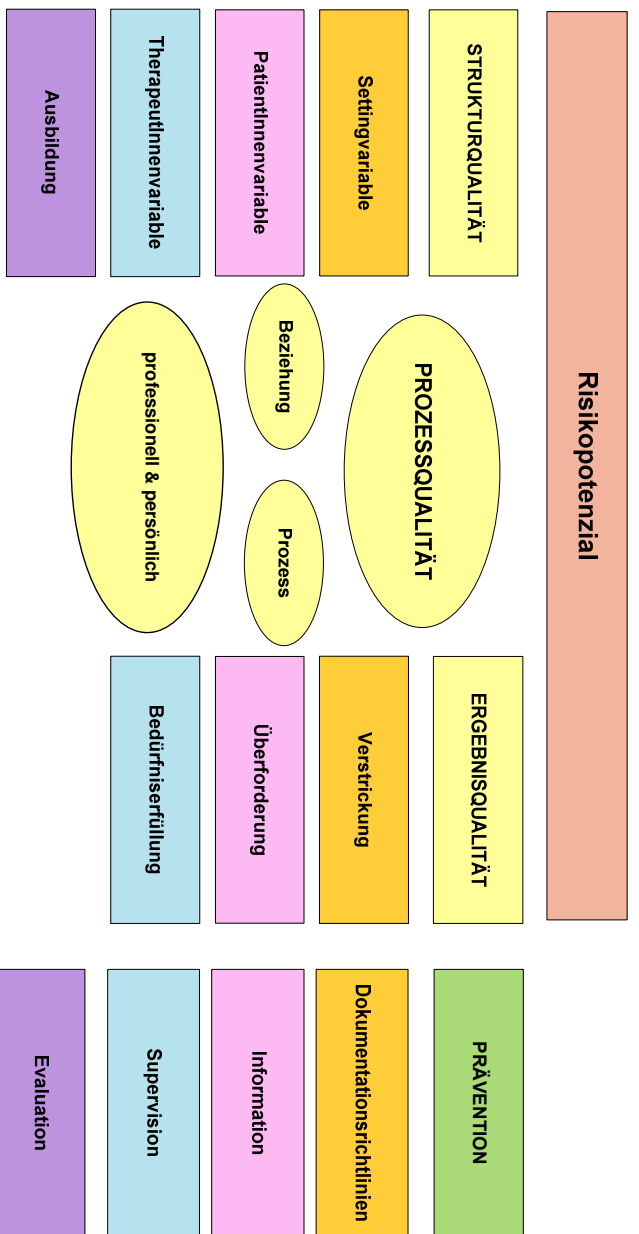 Risikopotenzial
STRUKTURQUALITÄT
PROZESSQUALITÄT
ERGEBNISQUALITÄT
PRÄVENTION
Settingvariable
Verstrickung
Dokumentationsrichtlinien
PatientInnenvariable
Beziehung
Prozess
Überforderung
Information
TherapeutInnenvariable
professionell & persönlich
Bedürfniserfüllung
Supervision
Ausbildung
Evaluation